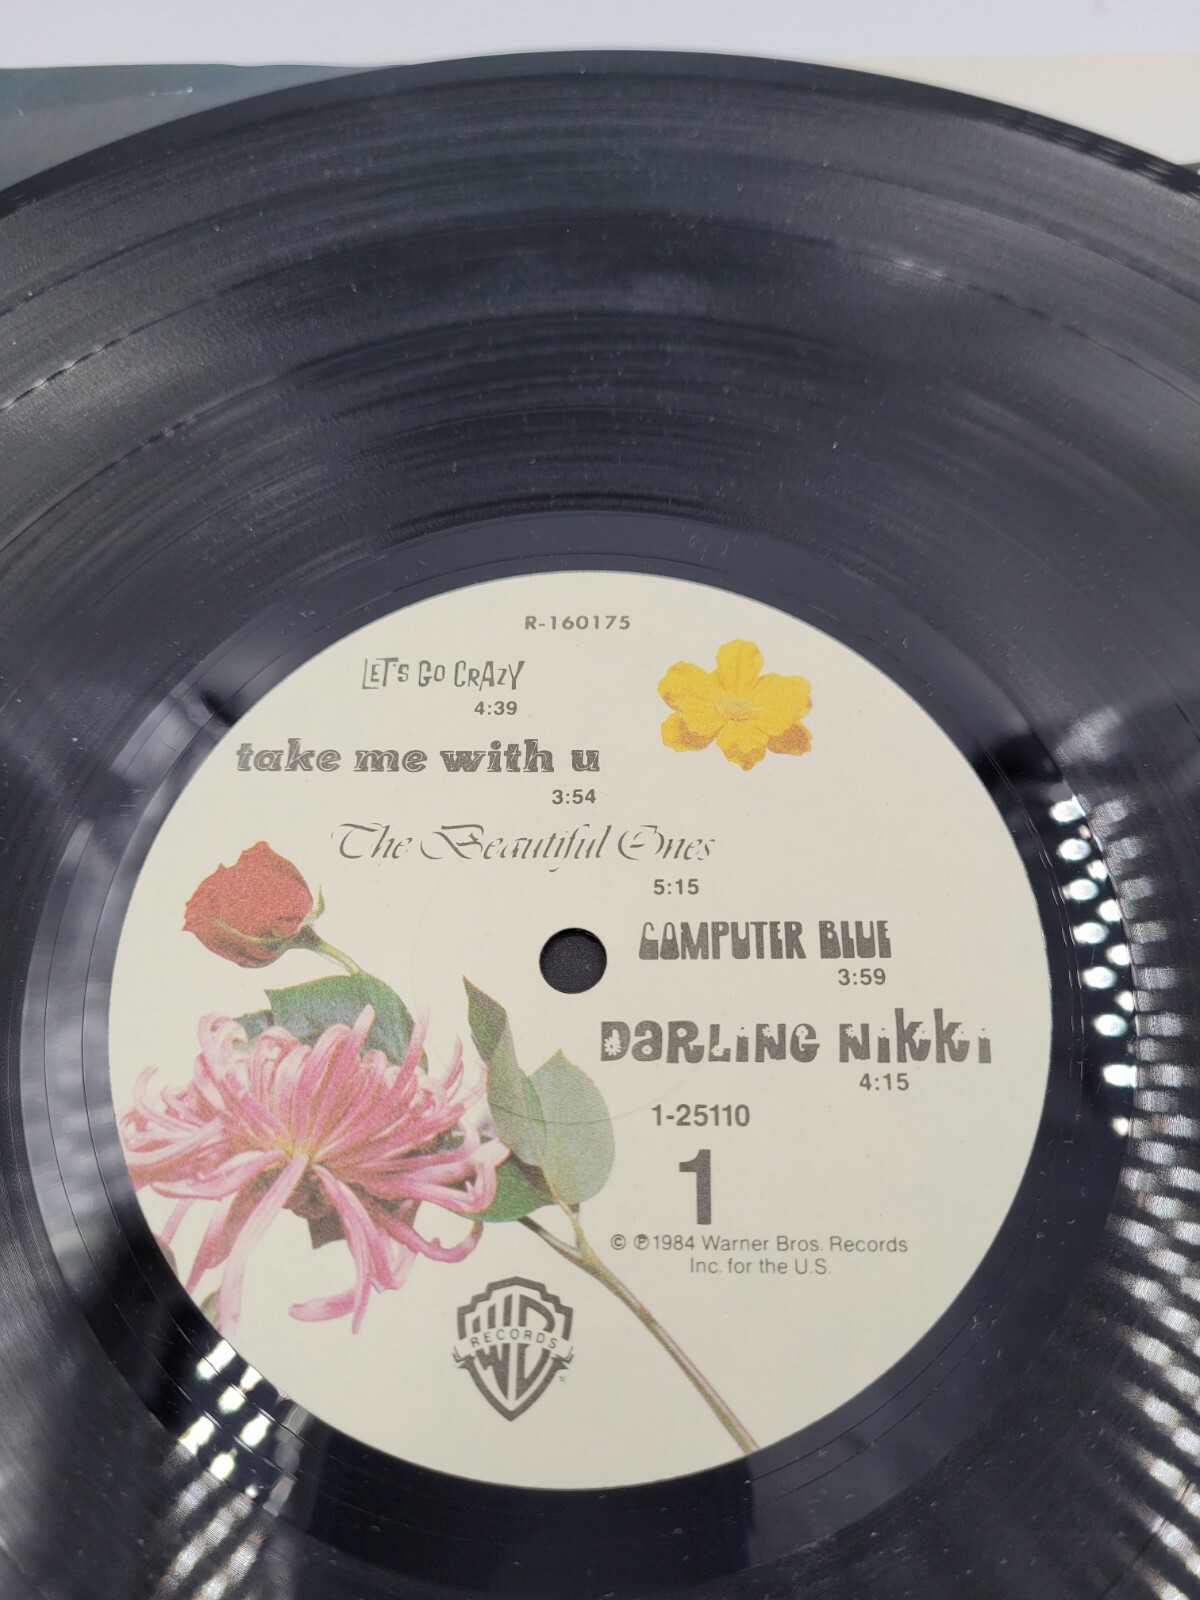 R-160175
LET'S GO CRAZY
4:39
take me with u
3:54
The Beautiful Ones
5:15
COMPUTER BLUE
3:59
DaRLiNG Nikki
4:15
1-25110
1
© ℗1984 Warner Bros. Records
Inc. for the U.S.
WB
RECORDS
®